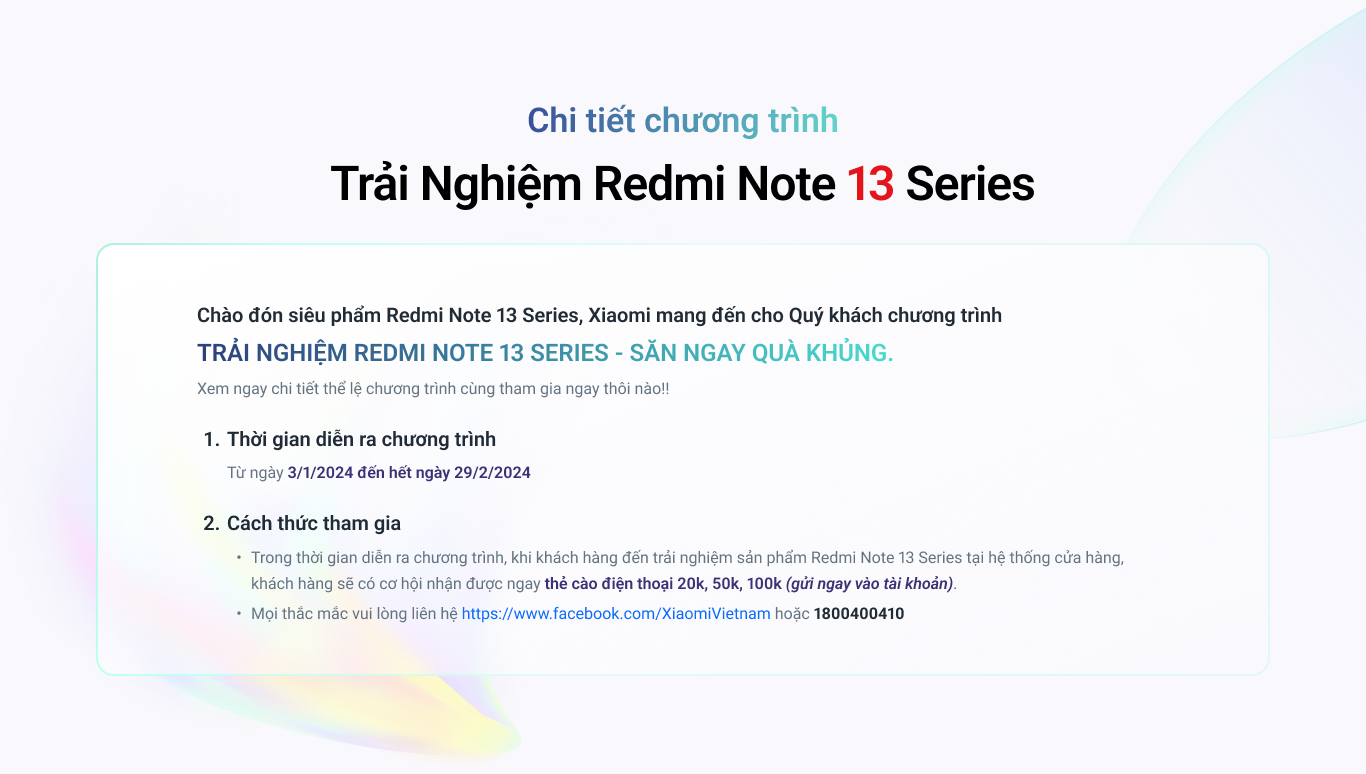 Chi tiết chương trình
Trải Nghiệm Redmi Note 13 Series
Chào đón siêu phẩm Redmi Note 13 Series, Xiaomi mang đến cho Quý khách chương trình
TRẢI NGHIỆM REDMI NOTE 13 SERIES - SĂN NGAY QUÀ KHỦNG.
Xem ngay chi tiết thể lệ chương trình cùng tham gia ngay thôi nào!!
1. Thời gian diễn ra chương trình
Từ ngày 3/1/2024 đến hết ngày 29/2/2024
2. Cách thức tham gia
• Trong thời gian diễn ra chương trình, khi khách hàng đến trải nghiệm sản phẩm Redmi Note 13 Series tại hệ thống cửa hàng,
khách hàng sẽ có cơ hội nhận được ngay thẻ cào điện thoại 20k, 50k, 100k (gửi ngay vào tài khoản).
• Mọi thắc mắc vui lòng liên hệ https://www.facebook.com/XiaomiVietnam hoặc 1800400410